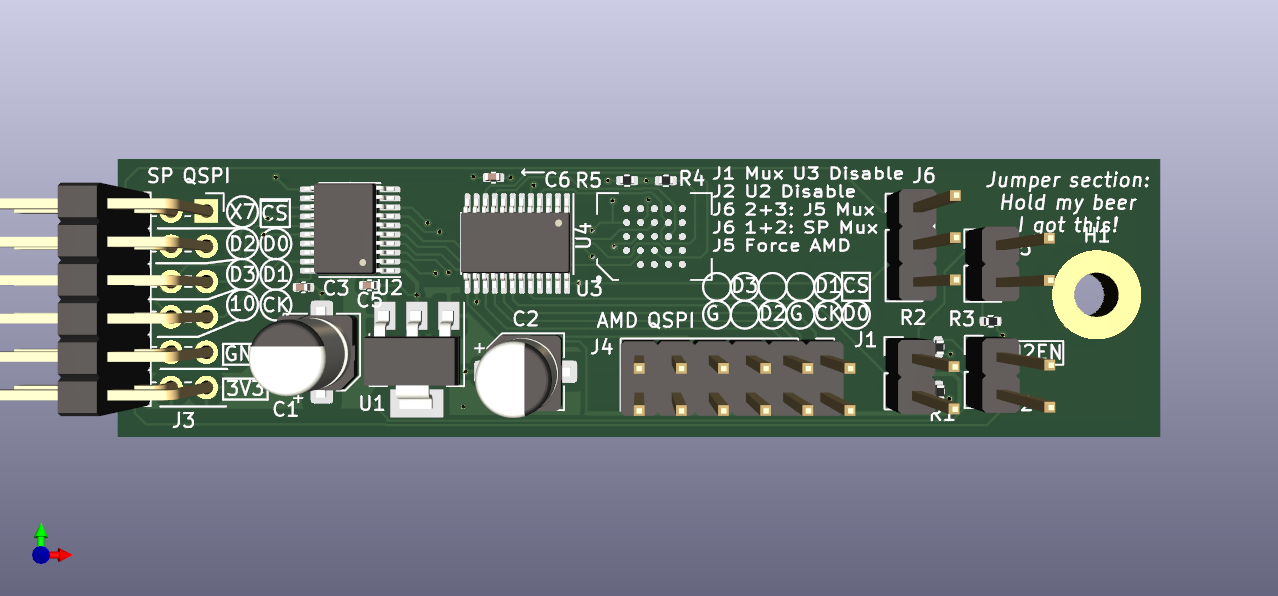 SP QSPI
X7 CS
D2 D0
D3 D1
10 CK
3V3
J3
C1
+
C3
C5
U2
U1
C6
U4
U3
C2
+
R5
R4
J1 Mux U3 Disable
J2 U2 Disable
J6 2+3: J5 Mux
J6 1+2: SP Mux
J5 Force AMD
D3 D1 CS
G D2 G CK D0
AMD QSPI
J4
J6
Jumper section:
Hold my beer
I got this!
H1
R2
R3
J1
R1